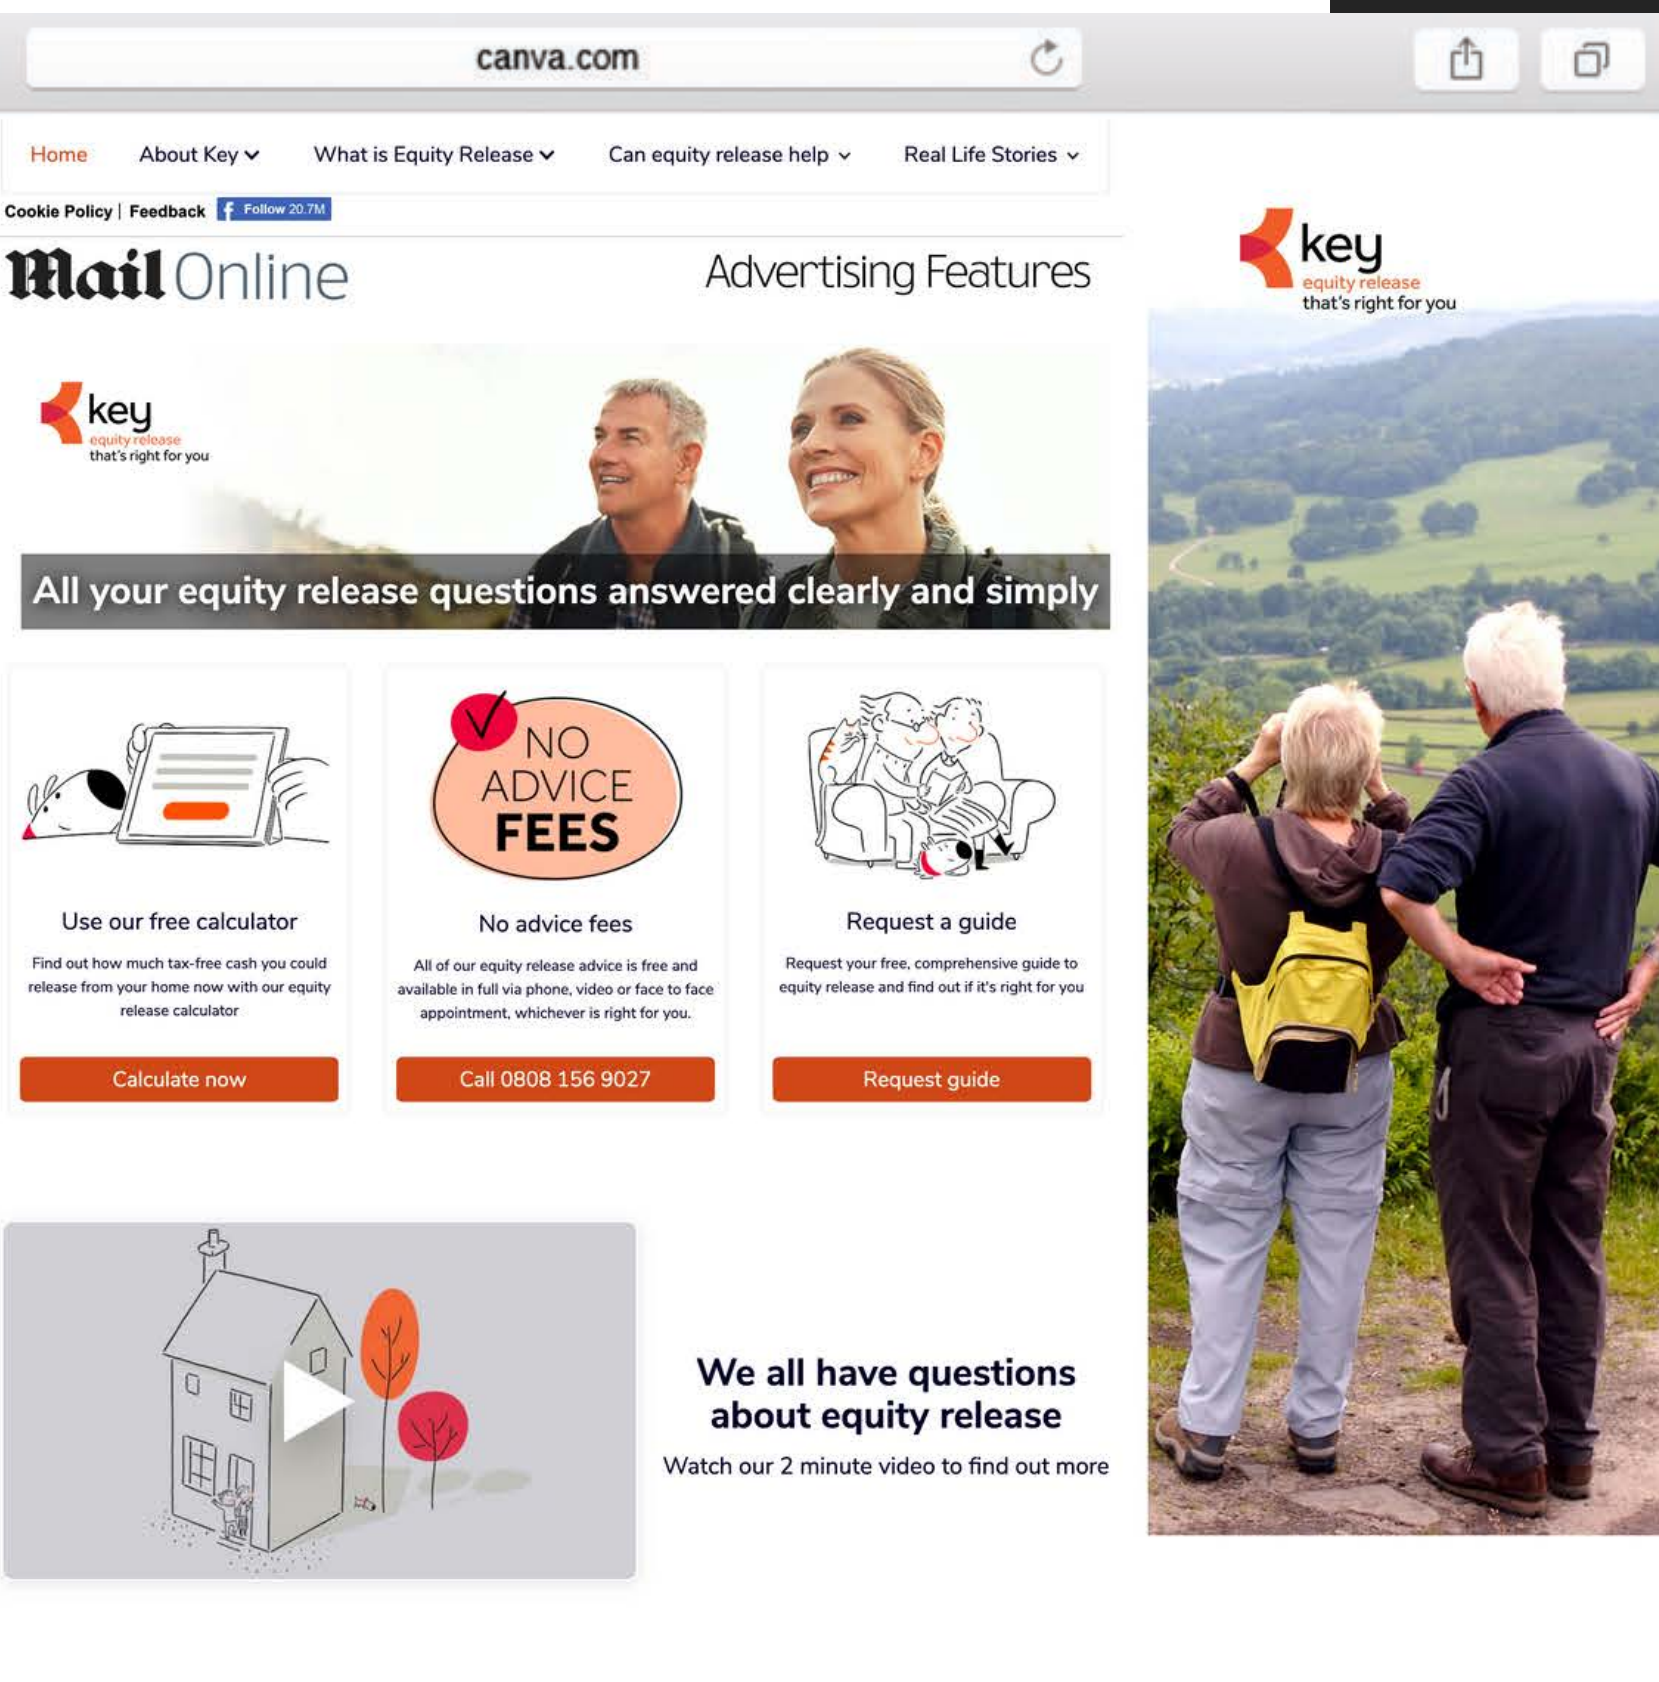 canva.com
Home
About Key
What is Equity Release
Can equity release help
Real Life Stories
Cookie Policy | Feedback
f Follow 20.7M
Mail Online
Advertising Features
key
equity release
that's right for you
key
equity release
that's right for you
All your equity release questions answered clearly and simply
NO
ADVICE
FEES
Use our free calculator
Find out how much tax-free cash you could
release from your home now with our equity
release calculator
Calculate now
No advice fees
All of our equity release advice is free and
available in full via phone, video or face to face
appointment, whichever is right for you.
Call 0808 156 9027
Request a guide
Request your free, comprehensive guide to
equity release and find out if it's right for you
Request guide
We all have questions
about equity release
Watch our 2 minute video to find out more